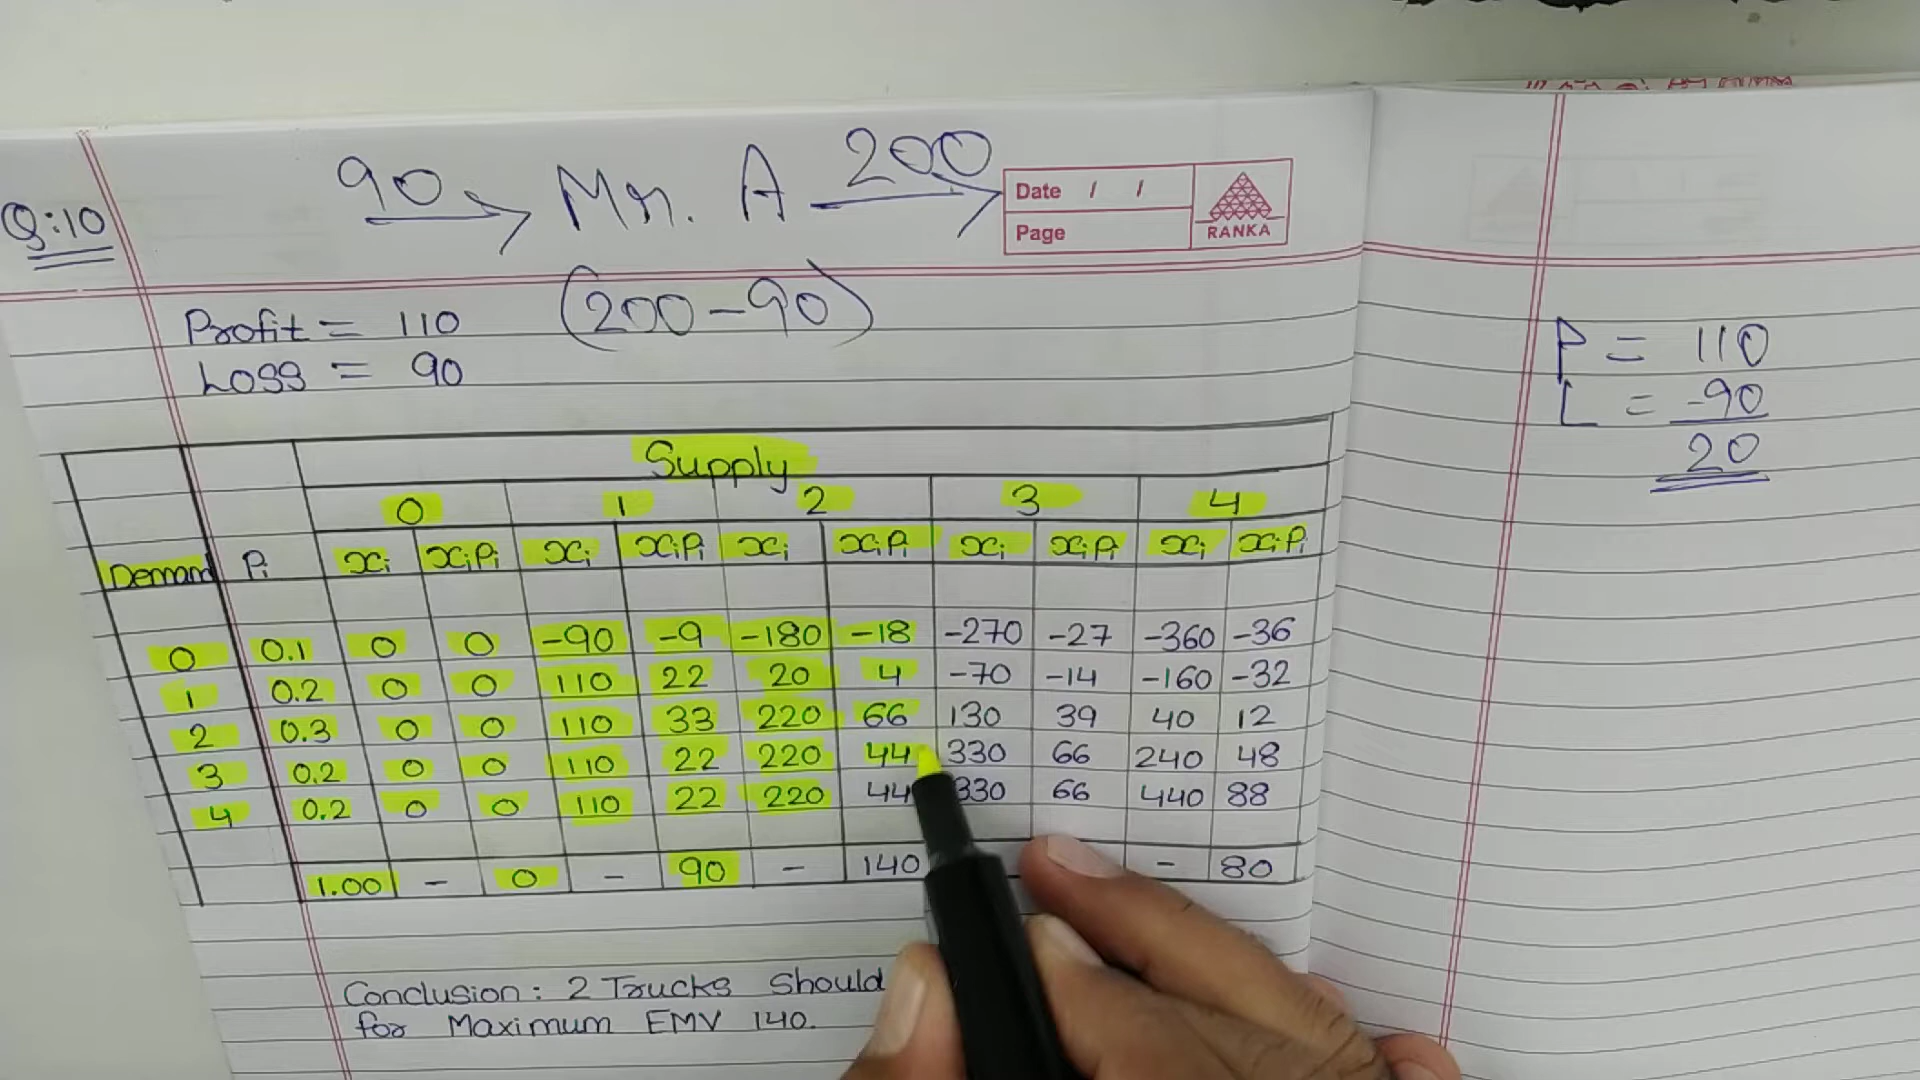 Q:10
90 Mr. A 200
Date / /
Page
RANKA
Profit = 110 (200-90)
Loss = 90
P = 110
L = -90
20
Supply
0 1 2 3 4
Demand Pi xi xiPi xi xiPi xi xiPi xi xiPi xi xiPi
0 0.1 0 0 -90 -9 -180 -18 -270 -27 -360 -36
1 0.2 0 0 110 22 20 4 -70 -14 -160 -32
2 0.3 0 0 110 33 220 66 130 39 40 12
3 0.2 0 0 110 22 220 44 330 66 240 48
4 0.2 0 0 110 22 220 44 330 66 440 88
1.00 - 0 - 90 - 140 - 80
Conclusion: 2 Trucks Should
for Maximum EMV 140.